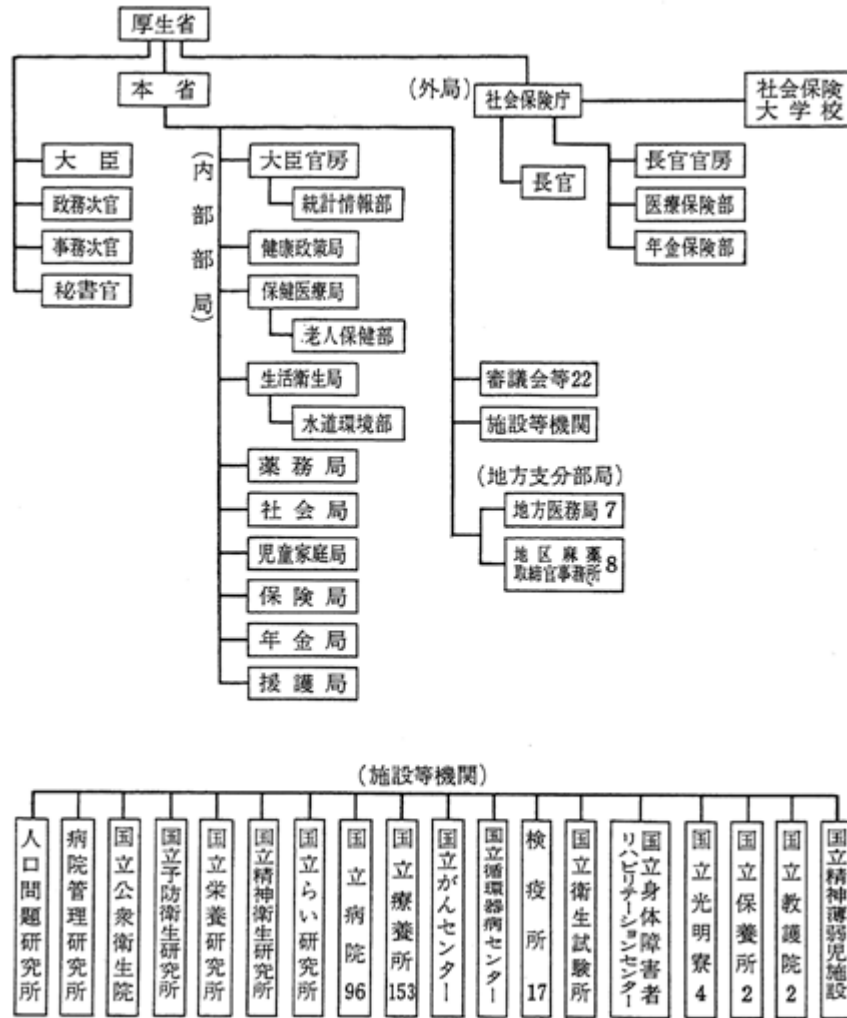 厚生省
本省
(外局)
社会保険庁
社会保険
大学校
大臣
政務次官
事務次官
秘書官
(内部部局)
大臣官房
統計情報部
健康政策局
保健医療局
老人保健部
生活衛生局
水道環境部
薬務局
社会局
児童家庭局
保険局
年金局
援護局
長官
長官官房
医療保険部
年金保険部
審議会等22
施設等機関
(地方支分部局)
地方医務局7
地区麻薬
取締官事務所8
(施設等機関)
人口問題研究所
病院管理研究所
国立公衆衛生院
国立予防衛生研究所
国立栄養研究所
国立精神衛生研究所
国立らい研究所
国立病院96
国立療養所153
国立がんセンター
国立循環器病センター
検疫所17
国立衛生試験所
国立身体障害者
リハビリテーションセンター
国立光明寮4
国立保養所2
国立教護院2
国立精神薄弱児施設